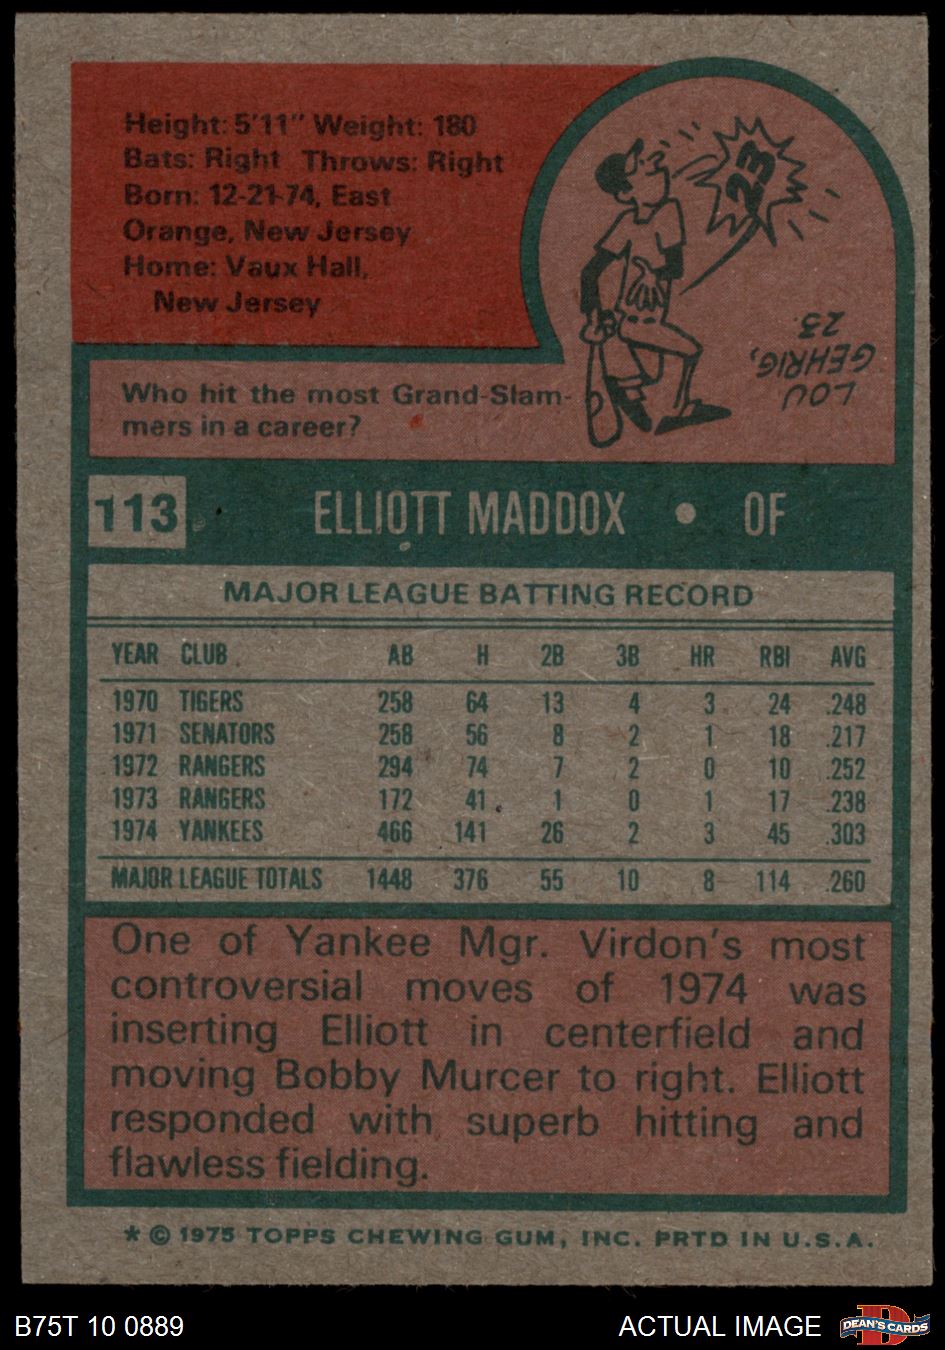 Height: 5'11" Weight: 180
Bats: Right Throws: Right
Born: 12-21-74, East
Orange, New Jersey
Home: Vaux Hall,
New Jersey
23
LOU
GEHRIG,
23.
Who hit the most Grand-Slam-
mers in a career?
113 ELLIOTT MADDOX • OF
MAJOR LEAGUE BATTING RECORD
YEAR CLUB AB H 2B 3B HR RBI AVG
1970 TIGERS 258 64 13 4 3 24 .248
1971 SENATORS 258 56 8 2 1 18 .217
1972 RANGERS 294 74 7 2 0 10 .252
1973 RANGERS 172 41 1 0 1 17 .238
1974 YANKEES 466 141 26 2 3 45 .303
MAJOR LEAGUE TOTALS 1448 376 55 10 8 114 .260
One of Yankee Mgr. Virdon's most
controversial moves of 1974 was
inserting Elliott in centerfield and
moving Bobby Murcer to right. Elliott
responded with superb hitting and
flawless fielding.
* © 1975 TOPPS CHEWING GUM, INC. PRTD IN U.S.A.
B75T 10 0889 ACTUAL IMAGE
D
DEAN'S CARDS